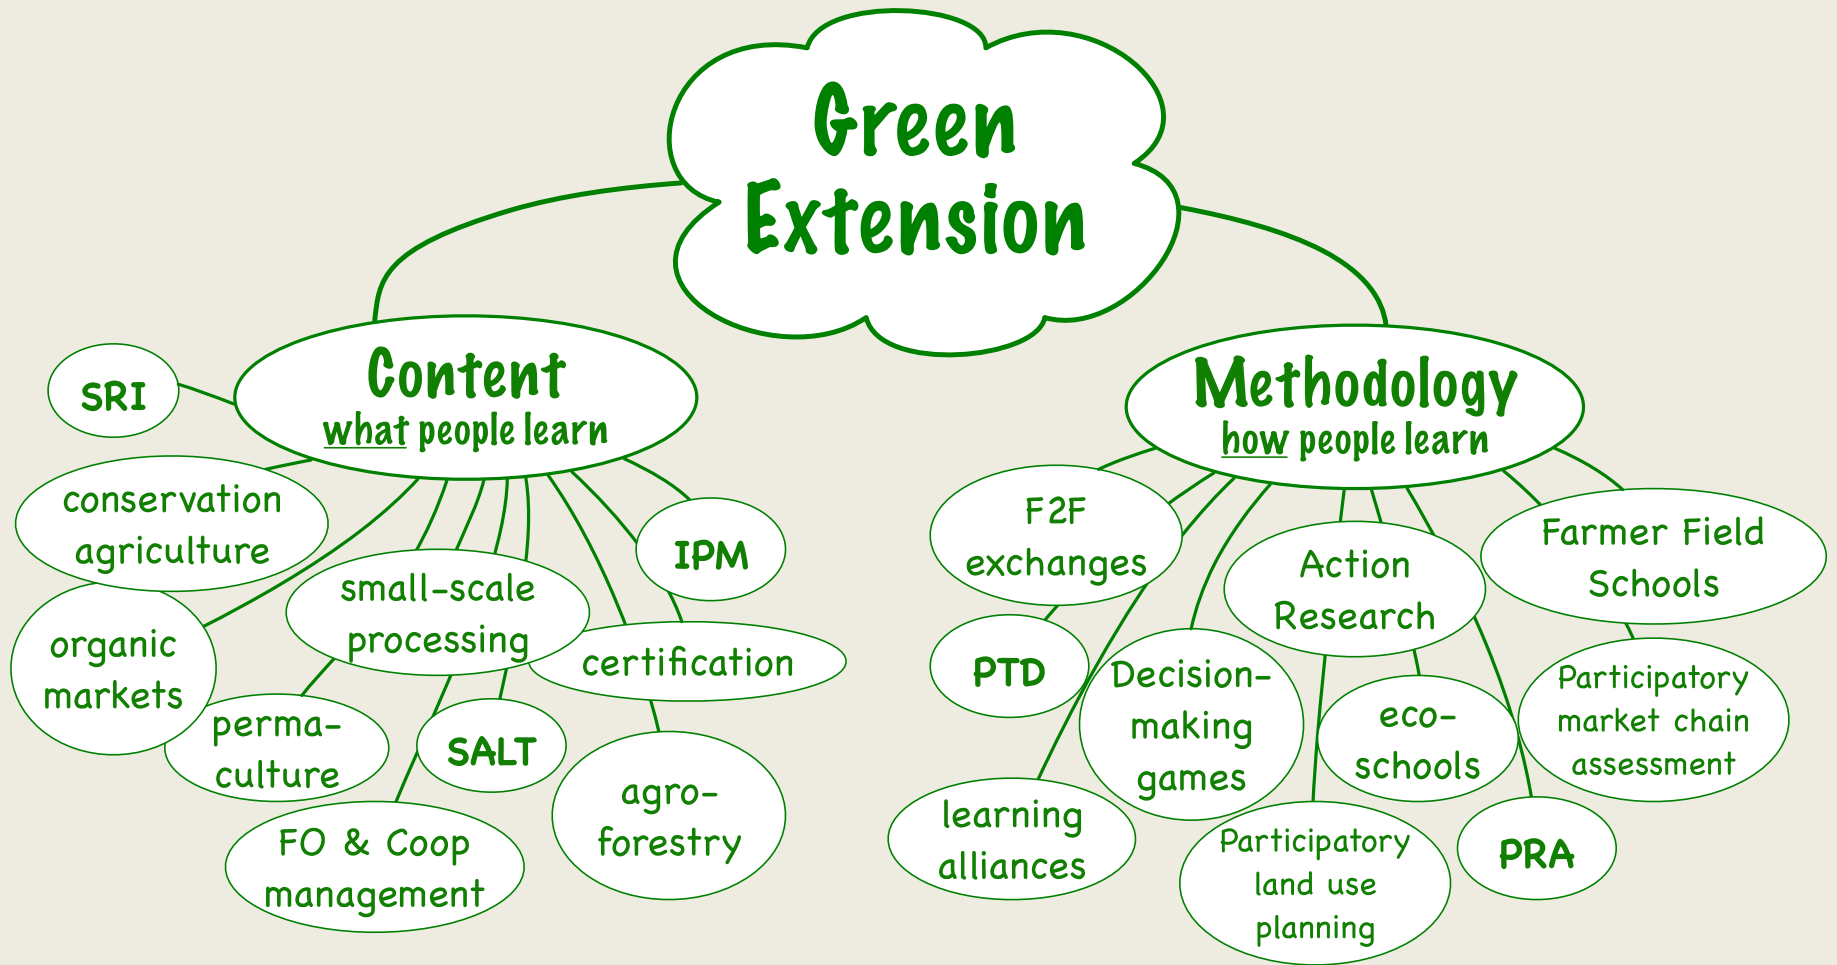 Green
Extension
Content
what people learn
SRI
conservation
agriculture
organic
markets
small-scale
processing
perma-
culture
FO & Coop
management
SALT
certification
agro-
forestry
IPM
Methodology
how people learn
F2F
exchanges
PTD
learning
alliances
Decision-
making
games
Action
Research
Participatory
land use
planning
eco-
schools
PRA
Farmer Field
Schools
Participatory
market chain
assessment